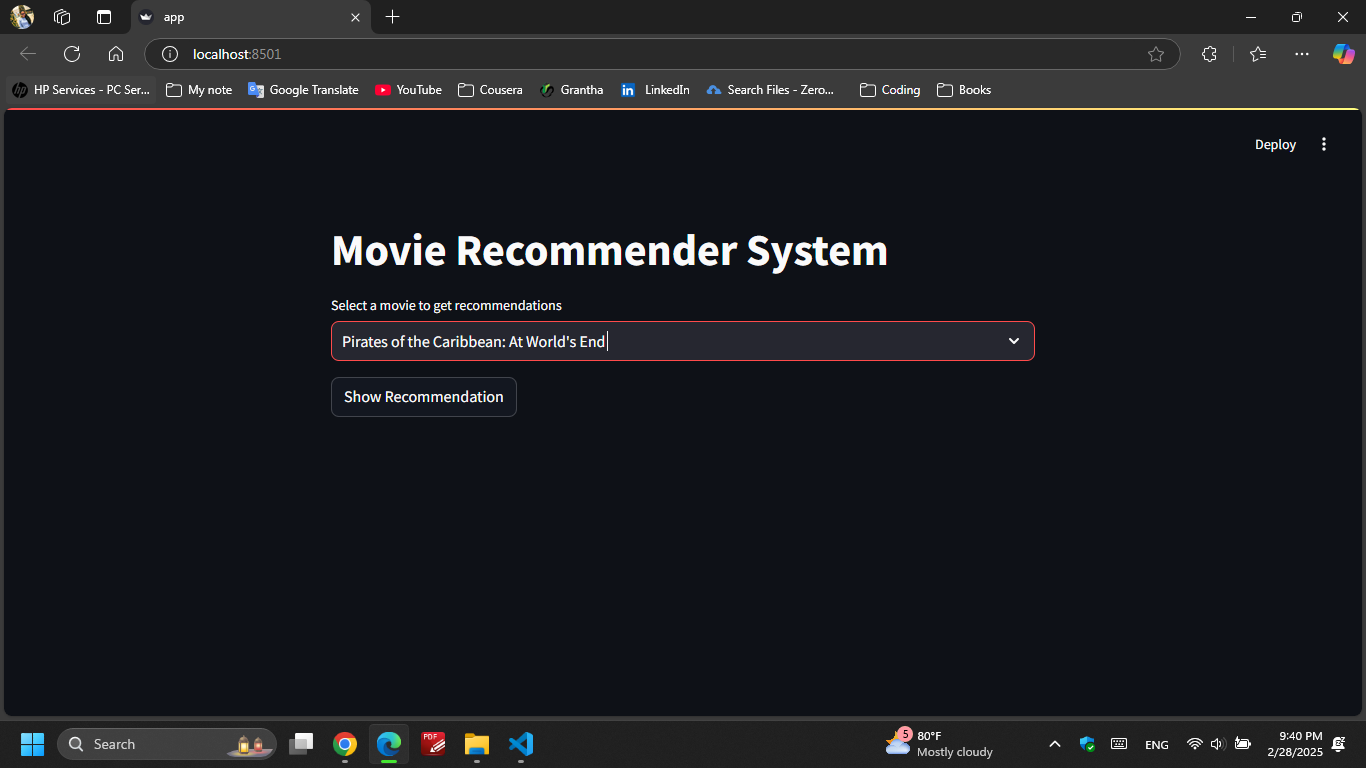 app
localhost:8501
HP Services - PC Ser...
My note
Google Translate
YouTube
Cousera
Grantha
LinkedIn
Search Files - Zero...
Coding
Books
Deploy
Movie Recommender System
Select a movie to get recommendations
Pirates of the Caribbean: At World's End
Show Recommendation
Search
PDF
5
80°F
Mostly cloudy
ENG
9:40 PM
2/28/2025